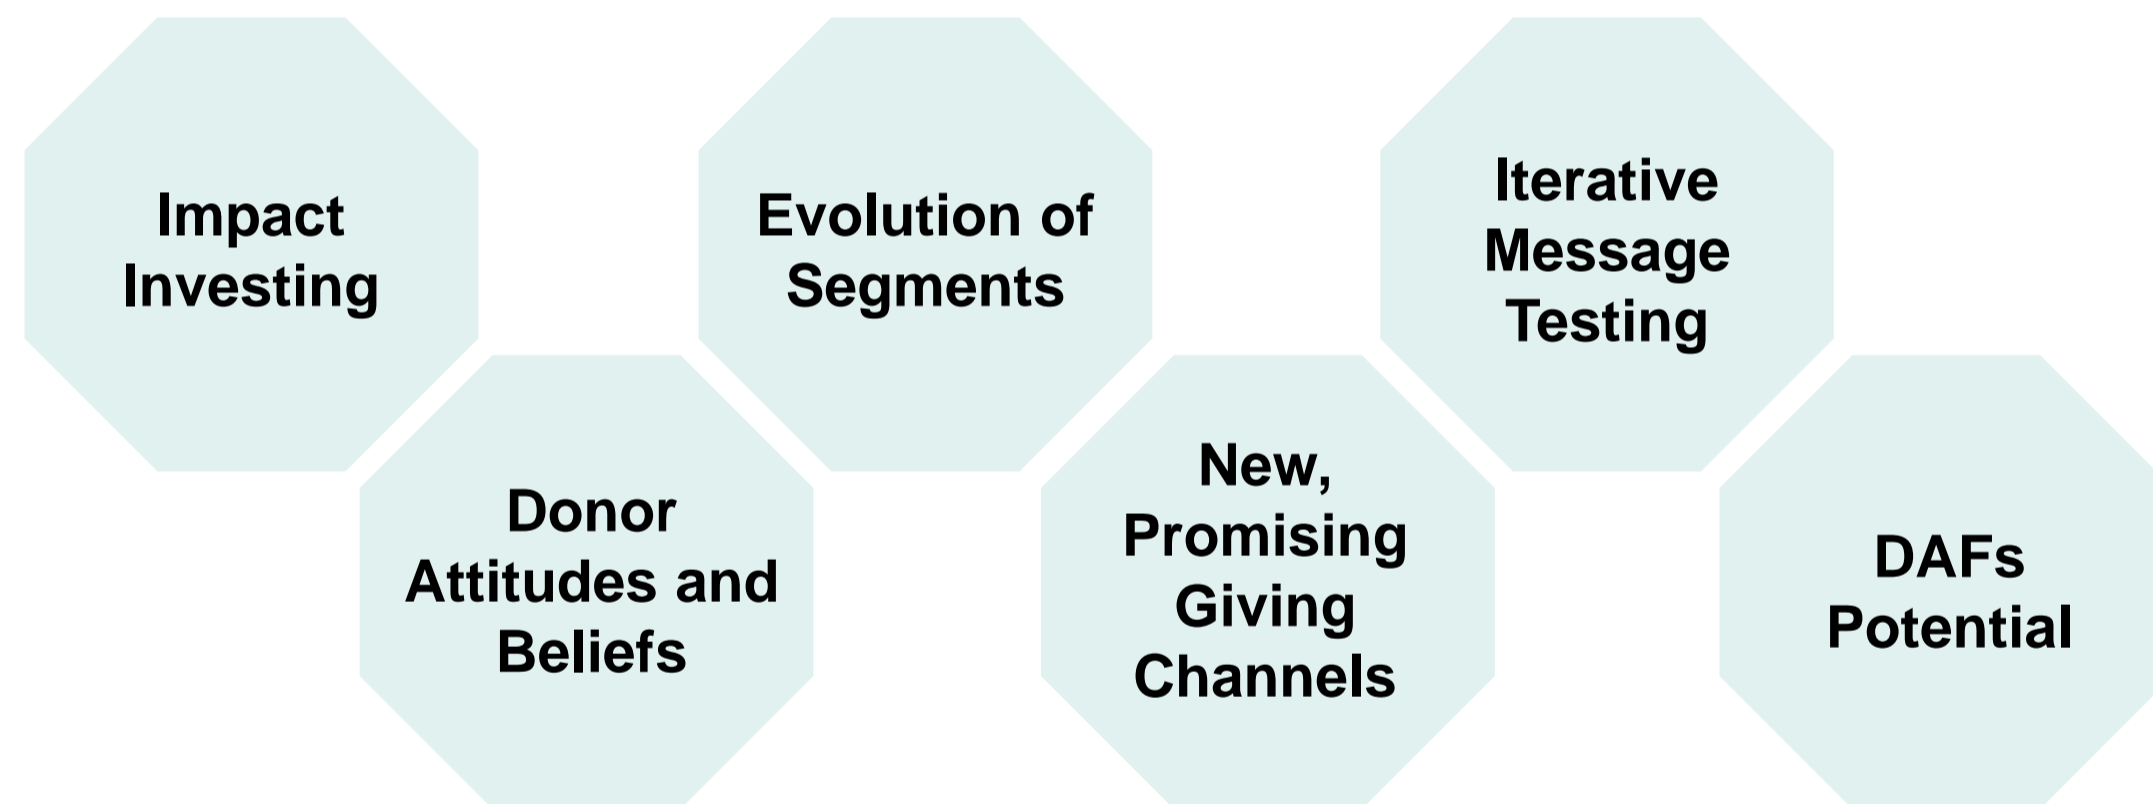 Impact
Investing
Donor
Attitudes and
Beliefs
Evolution of
Segments
New,
Promising
Giving
Channels
Iterative
Message
Testing
DAFs
Potential